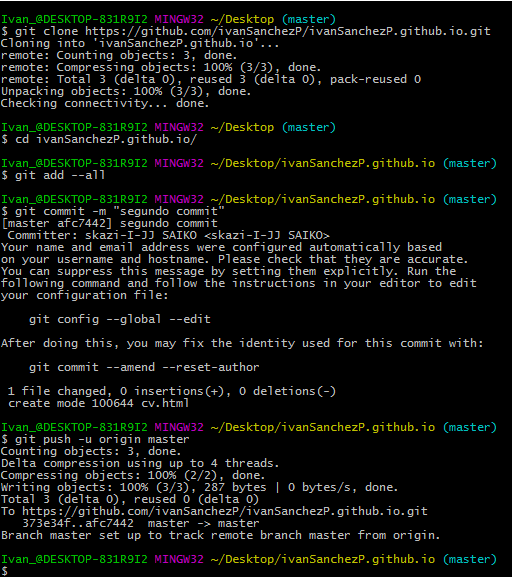 Ivan_@DESKTOP-831R9I2 MINGW32 ~/Desktop (master)
$ git clone https://github.com/ivanSanchezP/ivanSanchezP.github.io.git
Cloning into 'ivanSanchezP.github.io'...
remote: Counting objects: 3, done.
remote: Compressing objects: 100% (3/3), done.
remote: Total 3 (delta 0), reused 3 (delta 0), pack-reused 0
Unpacking objects: 100% (3/3), done.
Checking connectivity... done.
Ivan_@DESKTOP-831R9I2 MINGW32 ~/Desktop (master)
$ cd ivanSanchezP.github.io/
Ivan_@DESKTOP-831R9I2 MINGW32 ~/Desktop/ivanSanchezP.github.io (master)
$ git add --all
Ivan_@DESKTOP-831R9I2 MINGW32 ~/Desktop/ivanSanchezP.github.io (master)
$ git commit -m "segundo commit"
[master afc7442] segundo commit
 Committer: skazi-I-JJ SAIKO <skazi-I-JJ SAIKO>
Your name and email address were configured automatically based
on your username and hostname. Please check that they are accurate.
You can suppress this message by setting them explicitly. Run the
following command and follow the instructions in your editor to edit
your configuration file:
    git config --global --edit
After doing this, you may fix the identity used for this commit with:
    git commit --amend --reset-author
 1 file changed, 0 insertions(+), 0 deletions(-)
 create mode 100644 cv.html
Ivan_@DESKTOP-831R9I2 MINGW32 ~/Desktop/ivanSanchezP.github.io (master)
$ git push -u origin master
Counting objects: 3, done.
Delta compression using up to 4 threads.
Compressing objects: 100% (2/2), done.
Writing objects: 100% (3/3), 287 bytes | 0 bytes/s, done.
Total 3 (delta 0), reused 0 (delta 0)
To https://github.com/ivanSanchezP/ivanSanchezP.github.io.git
   373e34f..afc7442  master -> master
Branch master set up to track remote branch master from origin.
Ivan_@DESKTOP-831R9I2 MINGW32 ~/Desktop/ivanSanchezP.github.io (master)
$